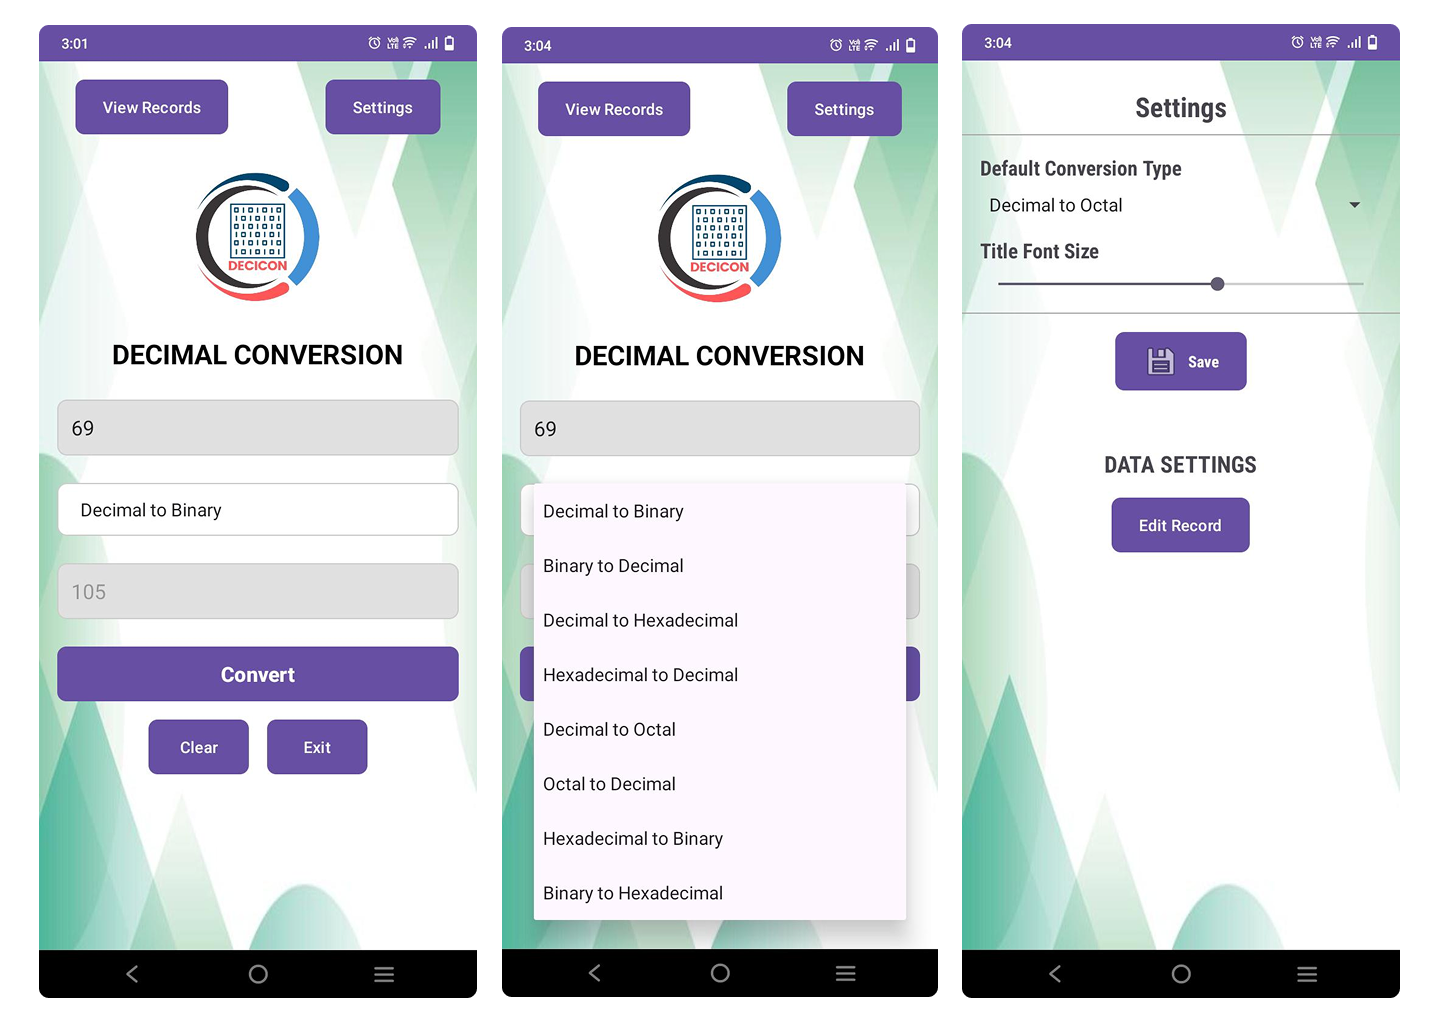 3:01
View Records
Settings
DECICON
DECIMAL CONVERSION
69
Decimal to Binary
105
Convert
Clear
Exit
3:04
View Records
Settings
DECICON
DECIMAL CONVERSION
69
Decimal to Binary
Binary to Decimal
Decimal to Hexadecimal
Hexadecimal to Decimal
Decimal to Octal
Octal to Decimal
Hexadecimal to Binary
Binary to Hexadecimal
3:04
Settings
Default Conversion Type
Decimal to Octal
Title Font Size
Save
DATA SETTINGS
Edit Record